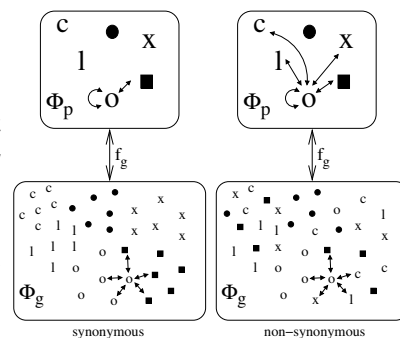 c
x
l
Φp
o
c
x
l
Φp
o
fg
fg
c c
x x
c c
c c x
l l x x
x
l l l o
l o
o o
Φg
o o
x c
c o l
l x x
l x o l
l o c c
o o
Φg
o x l
synonymous
non−synonymous